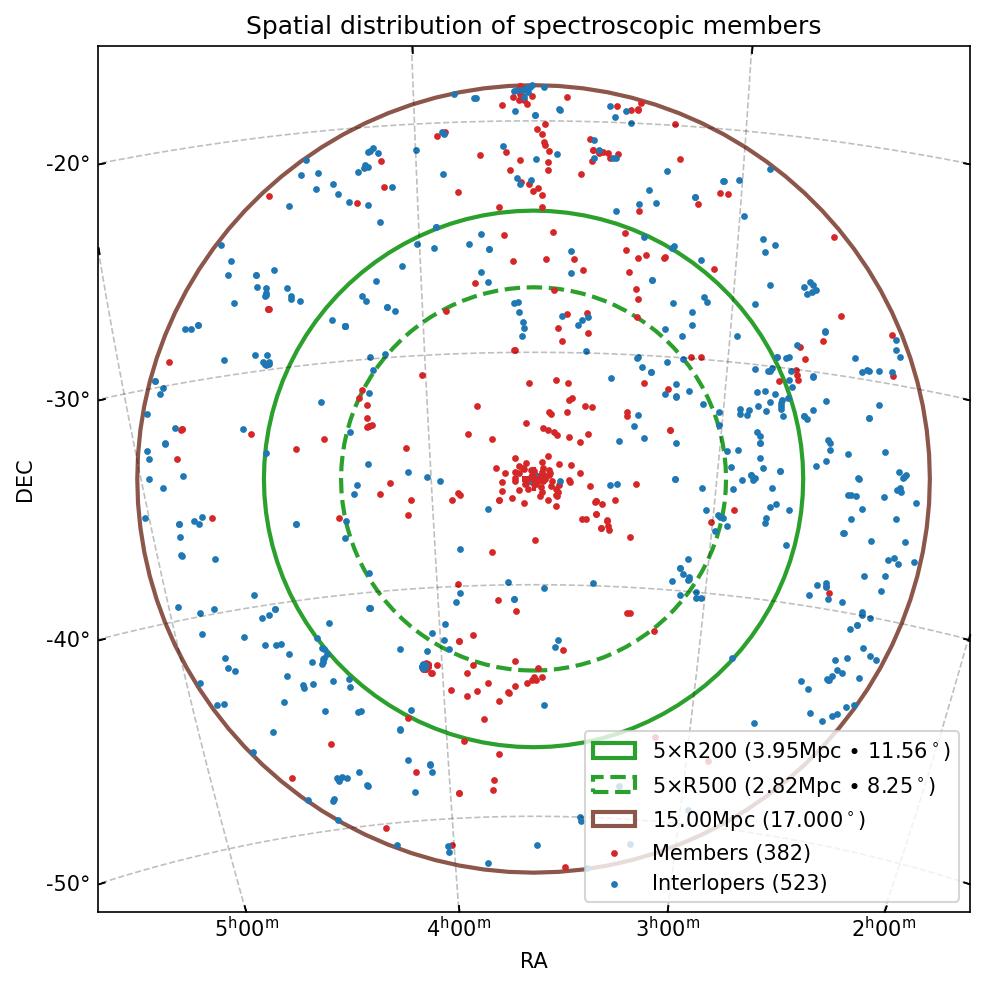 Spatial distribution of spectroscopic members
-20°
-30°
-40°
-50°
DEC
5×R200 (3.95Mpc • 11.56°)
5×R500 (2.82Mpc • 8.25°)
15.00Mpc (17.000°)
Members (382)
Interlopers (523)
5h00m 4h00m 3h00m 2h00m
RA